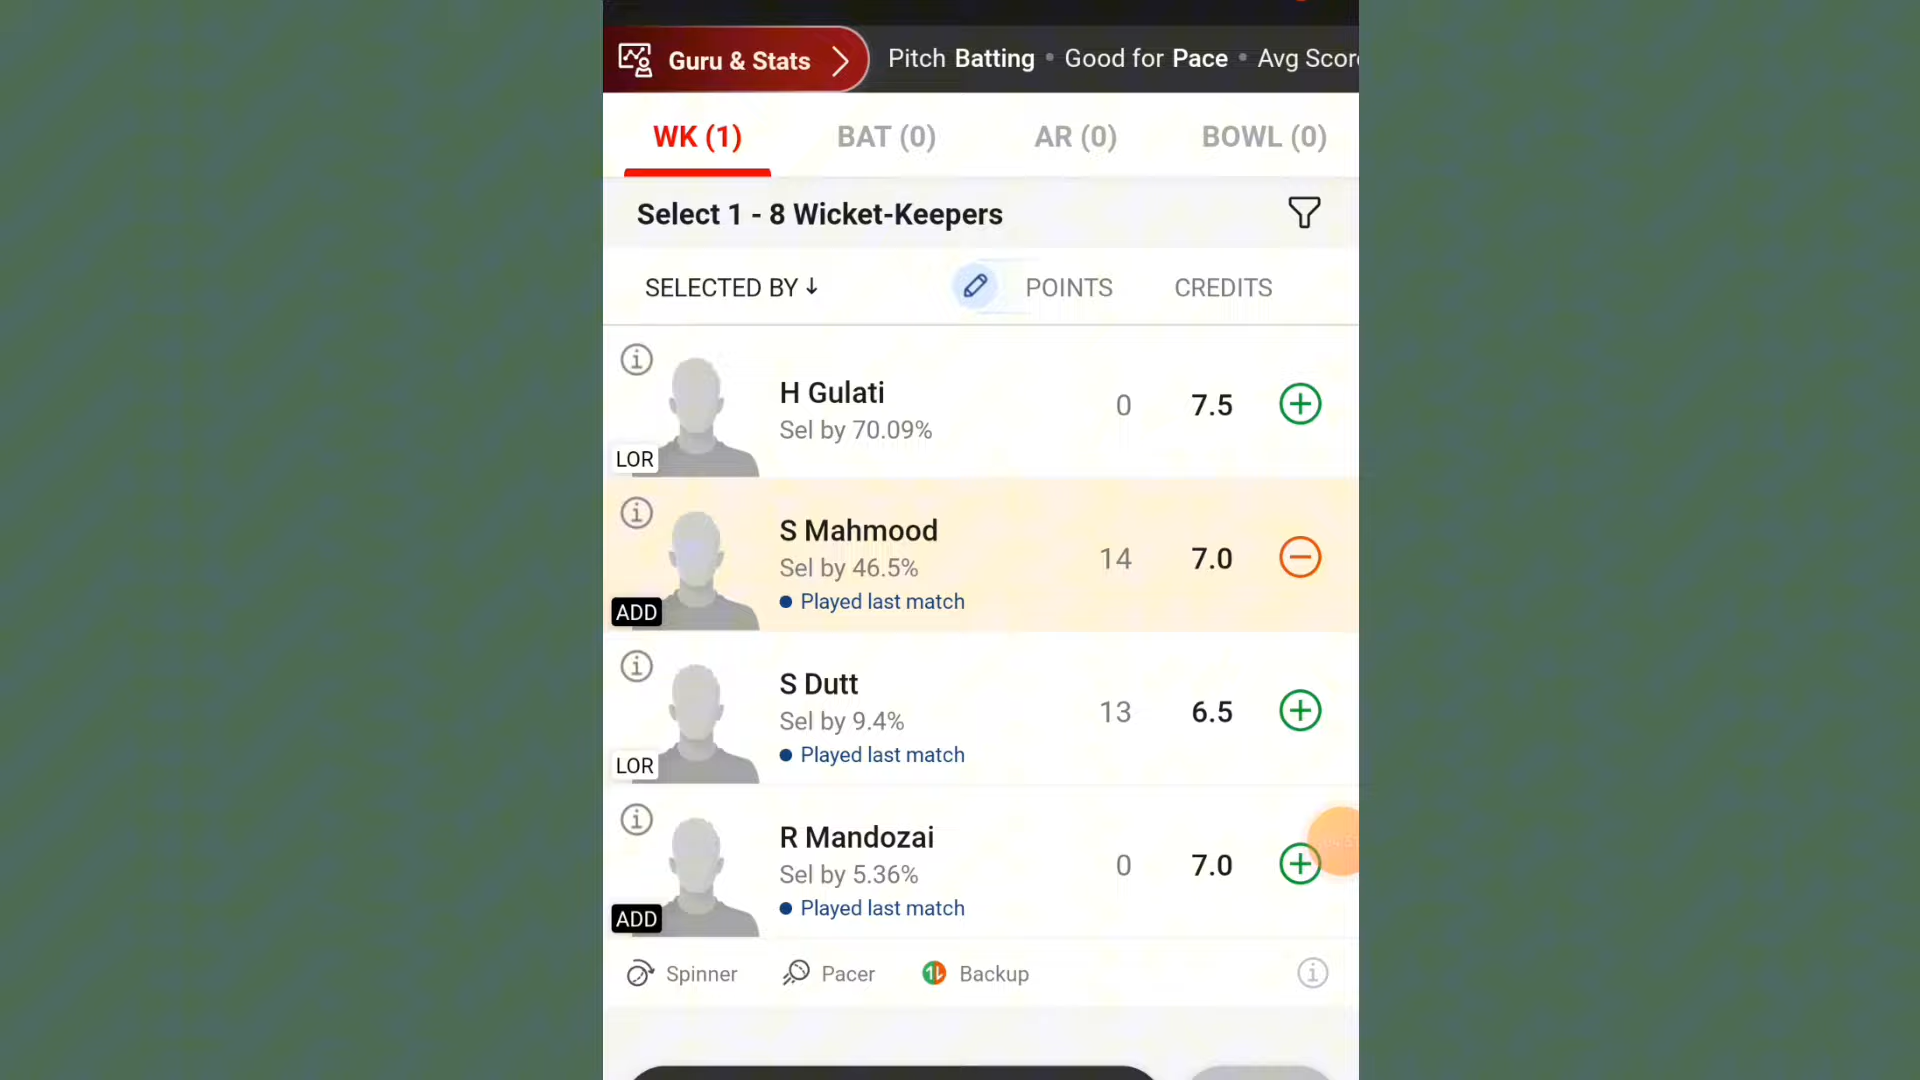 Guru & Stats
Pitch Batting • Good for Pace • Avg Score
WK (1) BAT (0) AR (0) BOWL (0)
Select 1 - 8 Wicket-Keepers
SELECTED BY ↓ POINTS CREDITS
H Gulati
Sel by 70.09%
0 7.5
LOR
S Mahmood
Sel by 46.5%
Played last match
14 7.0
ADD
S Dutt
Sel by 9.4%
Played last match
13 6.5
LOR
R Mandozai
Sel by 5.36%
Played last match
0 7.0
ADD
Spinner Pacer Backup